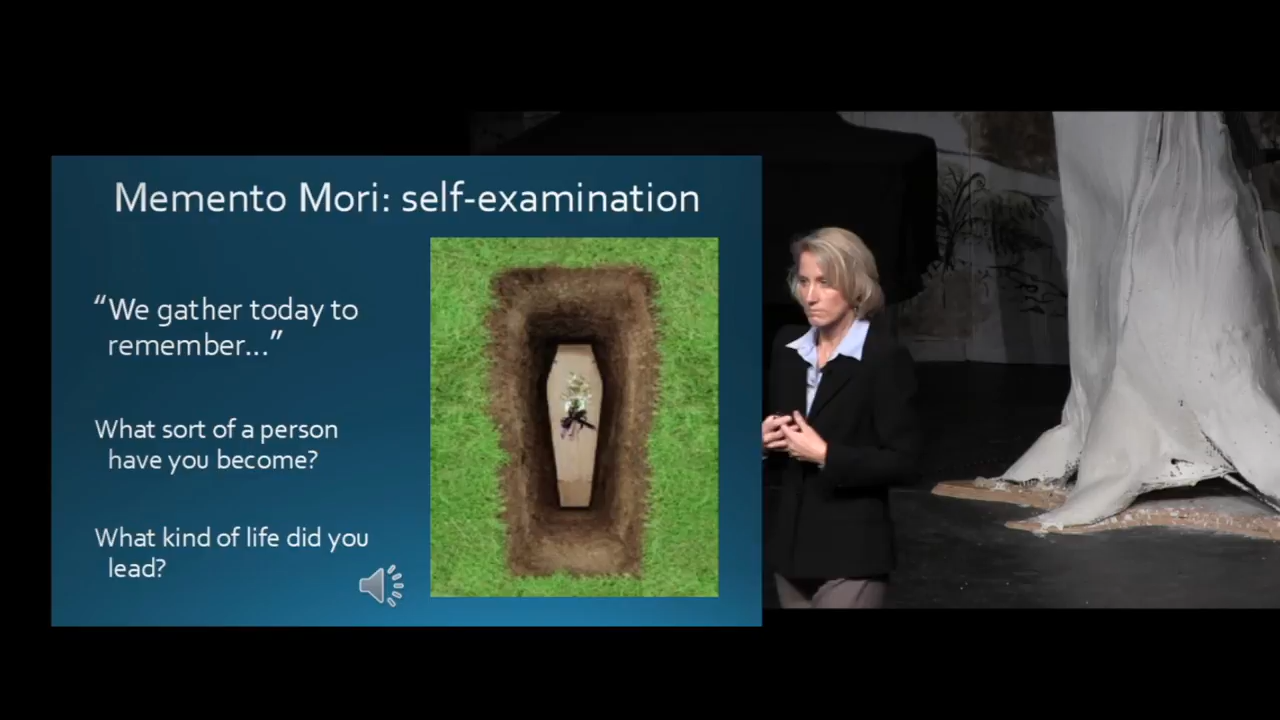 Memento Mori: self-examination
“We gather today to
remember...”
What sort of a person
have you become?
What kind of life did you
lead?